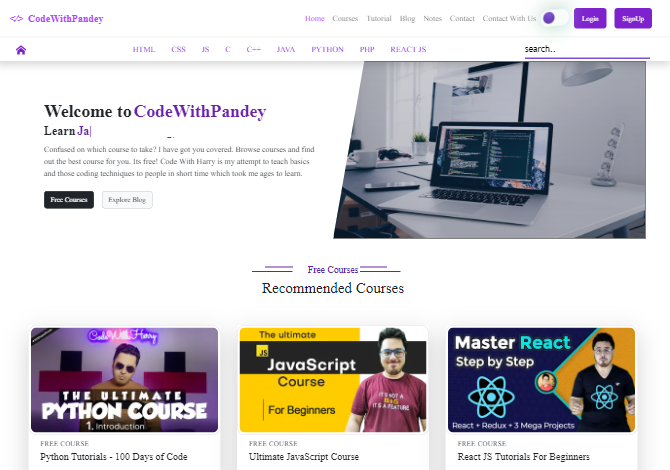 </> CodeWithPandey
Home Courses Tutorial Blog Notes Contact Contact With Us Login SignUp
HTML CSS JS C C++ JAVA PYTHON PHP REACT JS search..
Welcome to CodeWithPandey
Learn Ja|
Confused on which course to take? I have got you covered. Browse courses and find
out the best course for you. Its free! Code With Harry is my attempt to teach basics
and those coding techniques to people in short time which took me ages to learn.
Free Courses Explore Blog
Free Courses
Recommended Courses
CodeWithHarry
THE ULTIMATE
PYTHON COURSE
1. Introduction
FREE COURSE
Python Tutorials - 100 Days of Code
The ultimate
JS
JavaScript
Course
For Beginners
IT'S NOT A
BUG
IT'S A FEATURE
FREE COURSE
Ultimate JavaScript Course
Master React
Step by Step
React + Redux + 3 Mega Projects
FREE COURSE
React JS Tutorials For Beginners